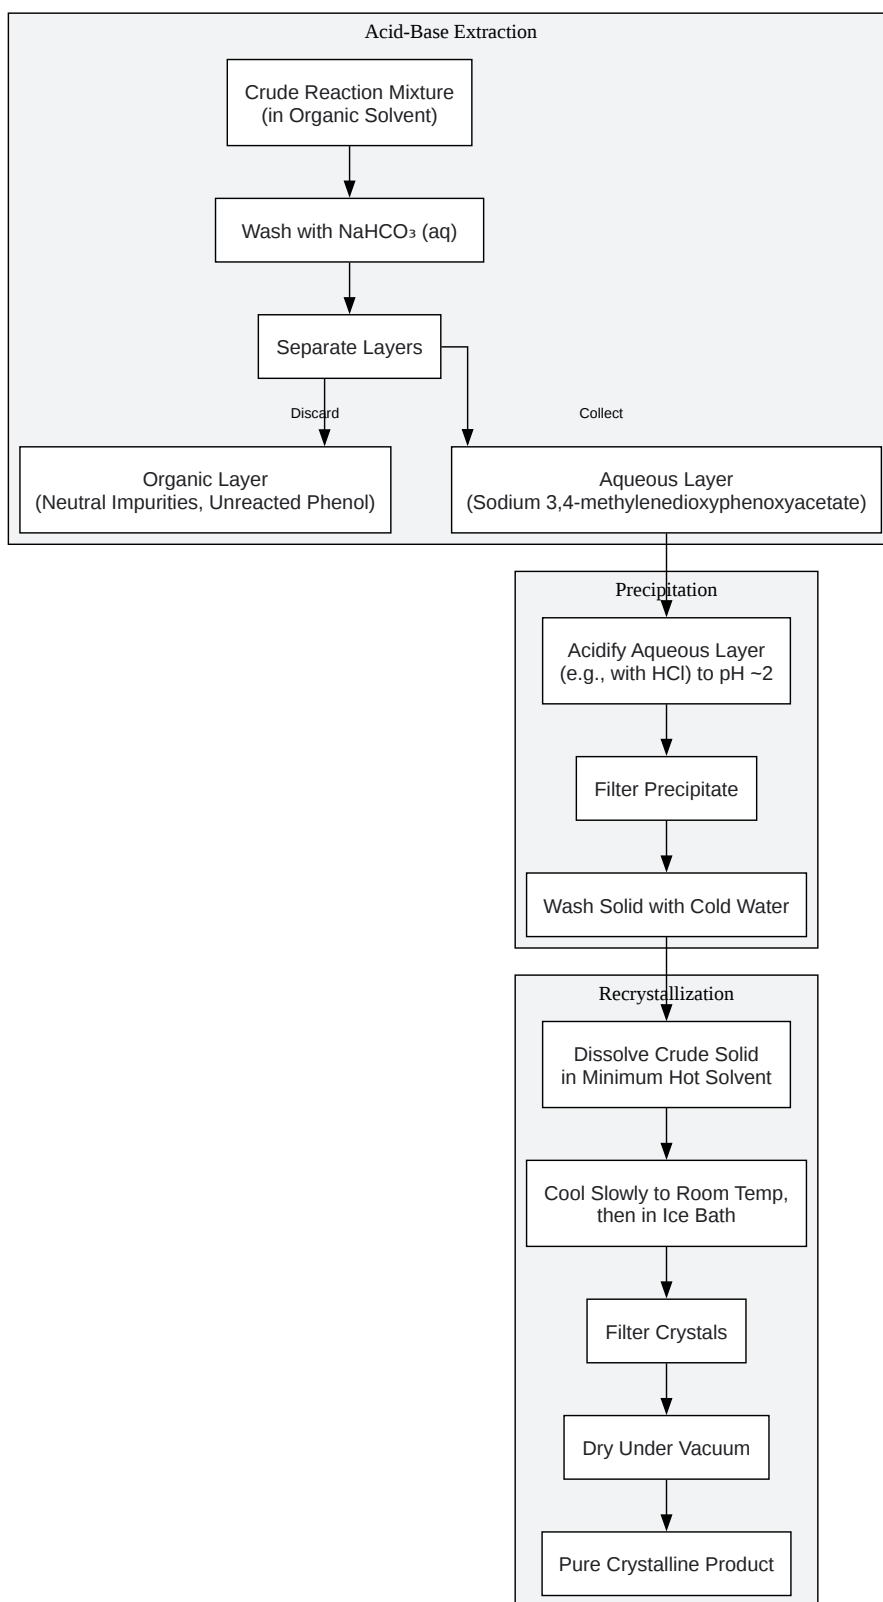 Acid-Base Extraction
Crude Reaction Mixture
(in Organic Solvent)
Wash with NaHCO₃ (aq)
Separate Layers
Discard
Collect
Organic Layer
(Neutral Impurities, Unreacted Phenol)
Aqueous Layer
(Sodium 3,4-methylenedioxyphenoxyacetate)
Precipitation
Acidify Aqueous Layer
(e.g., with HCl) to pH ~2
Filter Precipitate
Wash Solid with Cold Water
Recrystallization
Dissolve Crude Solid
in Minimum Hot Solvent
Cool Slowly to Room Temp,
then in Ice Bath
Filter Crystals
Dry Under Vacuum
Pure Crystalline Product